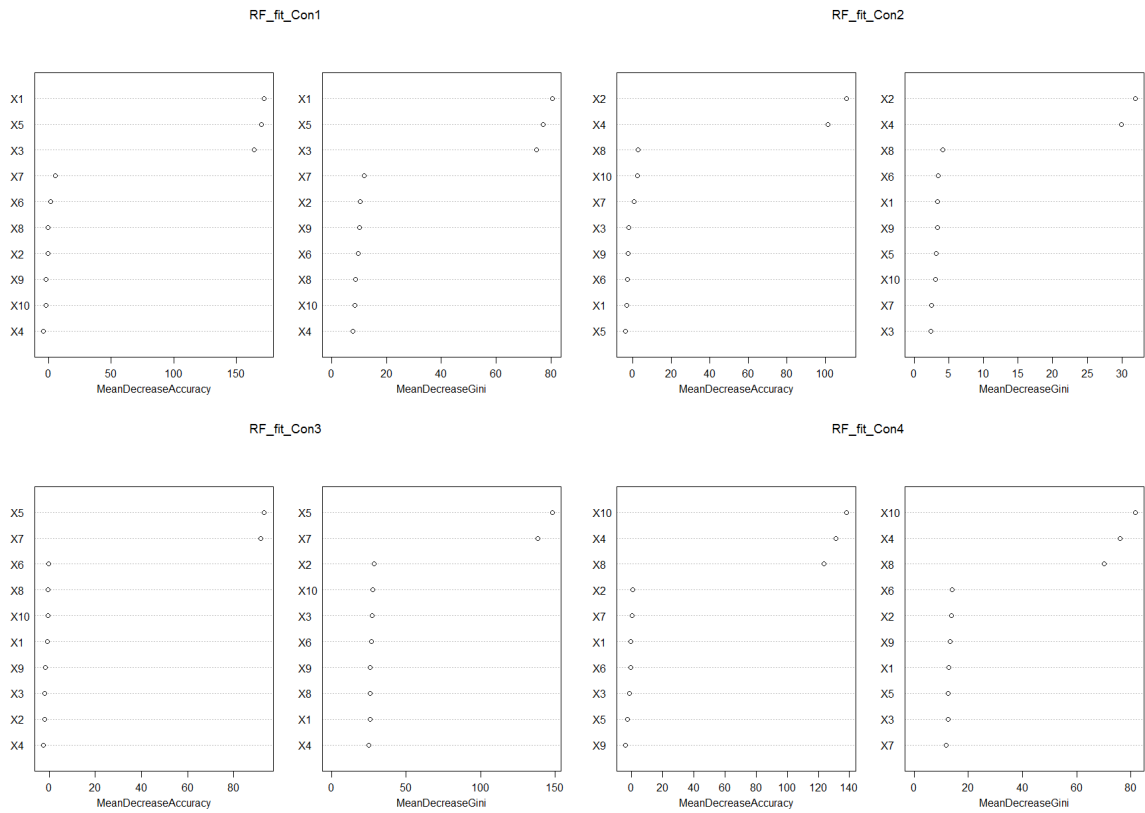 RF_fit_Con1
X1
X5
X3
X7
X6
X8
X2
X9
X10
X4
0 50 100 150
MeanDecreaseAccuracy
X1
X5
X3
X7
X2
X9
X6
X8
X10
X4
0 20 40 60 80
MeanDecreaseGini
RF_fit_Con2
X2
X4
X8
X10
X7
X3
X9
X6
X1
X5
0 20 40 60 80 100
MeanDecreaseAccuracy
X2
X4
X8
X6
X1
X9
X5
X10
X7
X3
0 5 10 15 20 25 30
MeanDecreaseGini
RF_fit_Con3
X5
X7
X6
X8
X10
X1
X9
X3
X2
X4
0 20 40 60 80
MeanDecreaseAccuracy
X5
X7
X2
X10
X3
X6
X9
X8
X1
X4
0 50 100 150
MeanDecreaseGini
RF_fit_Con4
X10
X4
X8
X2
X7
X1
X6
X3
X5
X9
0 20 40 60 80 100 120 140
MeanDecreaseAccuracy
X10
X4
X8
X6
X2
X9
X1
X5
X3
X7
0 20 40 60 80
MeanDecreaseGini